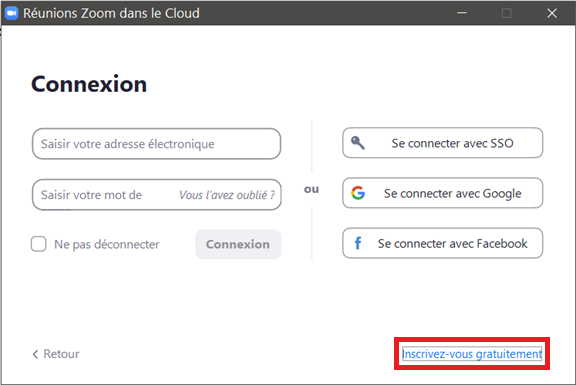 Réunions Zoom dans le Cloud
Connexion
Saisir votre adresse électronique
Saisir votre mot de
Vous l'avez oublié ?
Ne pas déconnecter
Connexion
ou
Se connecter avec SSO
Se connecter avec Google
Se connecter avec Facebook
Retour
Inscrivez-vous gratuitement